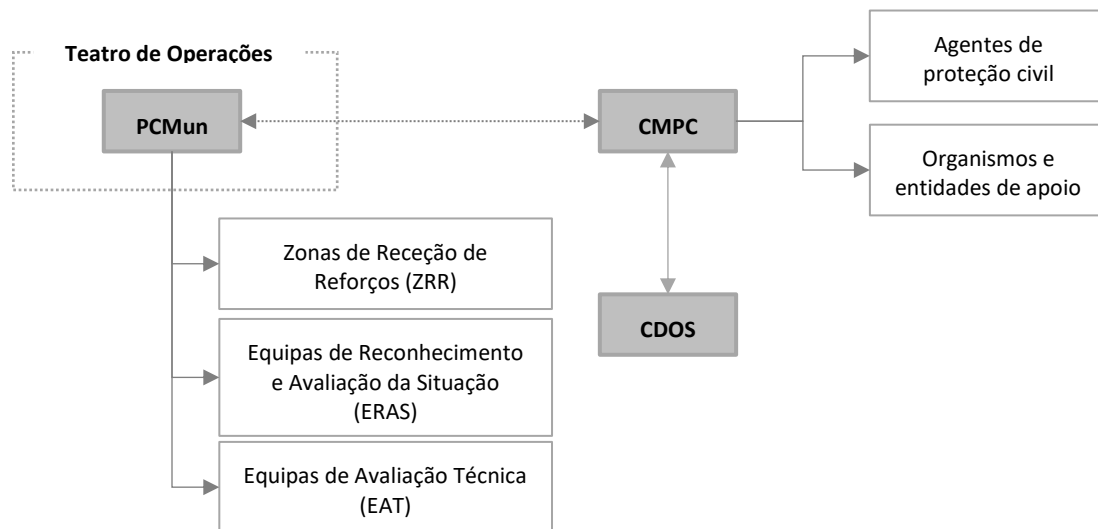 Teatro de Operações
PCMun
CMPC
Agentes de
proteção civil
Organismos e
entidades de apoio
Zonas de Receção de
Reforços (ZRR)
CDOS
Equipas de Reconhecimento
e Avaliação da Situação
(ERAS)
Equipas de Avaliação Técnica
(EAT)